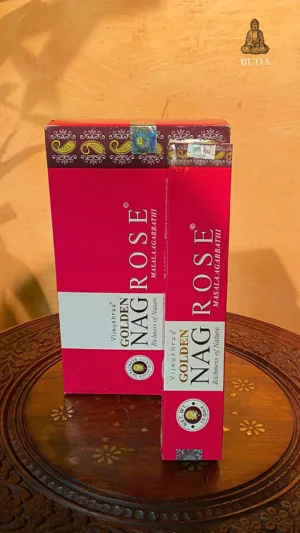 BUDA
Vijayshree
GOLDEN
NAG ROSE®
MASALA AGARBATHI
Richness of Nature
Vijayshree
GOLDEN
NAG ROSE®
MASALA AGARBATHI
Richness of Nature